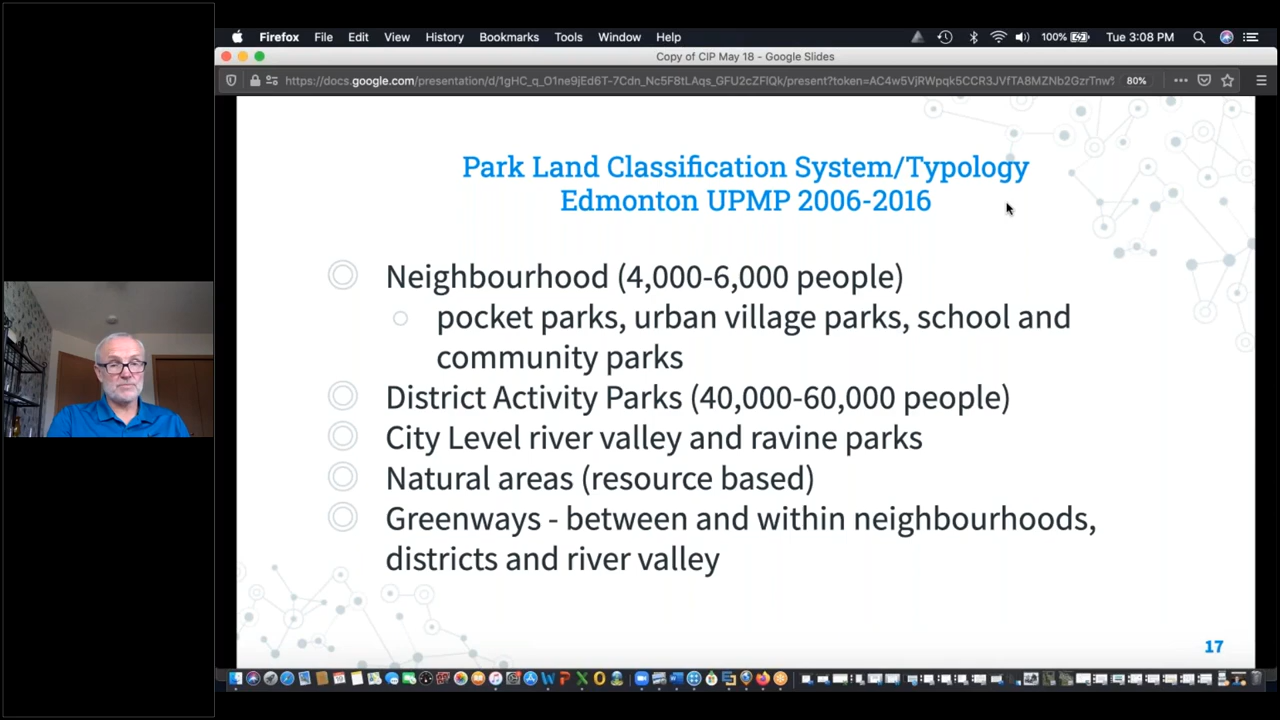 Firefox File Edit View History Bookmarks Tools Window Help 100% Tue 3:08 PM
Copy of CIP May 18 - Google Slides
80%
Park Land Classification System/Typology
Edmonton UPMP 2006-2016
Neighbourhood (4,000-6,000 people)
pocket parks, urban village parks, school and
community parks
District Activity Parks (40,000-60,000 people)
City Level river valley and ravine parks
Natural areas (resource based)
Greenways - between and within neighbourhoods,
districts and river valley
17